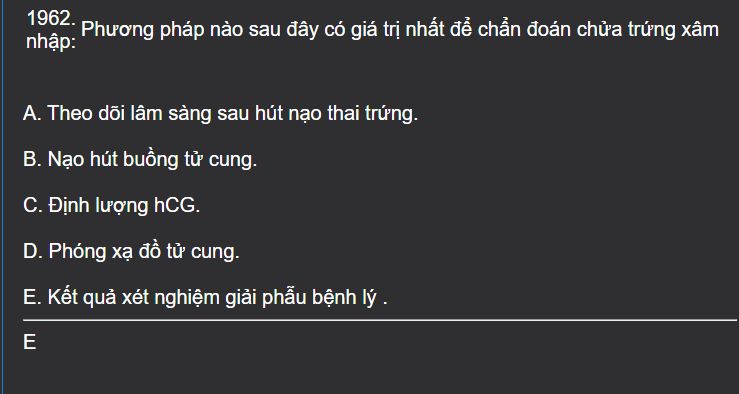 1962. Phương pháp nào sau đây có giá trị nhất để chẩn đoán chửa trứng xâm
nhập:
A. Theo dõi lâm sàng sau hút nạo thai trứng.
B. Nạo hút buồng tử cung.
C. Định lượng hCG.
D. Phóng xạ đồ tử cung.
E. Kết quả xét nghiệm giải phẫu bệnh lý .
E